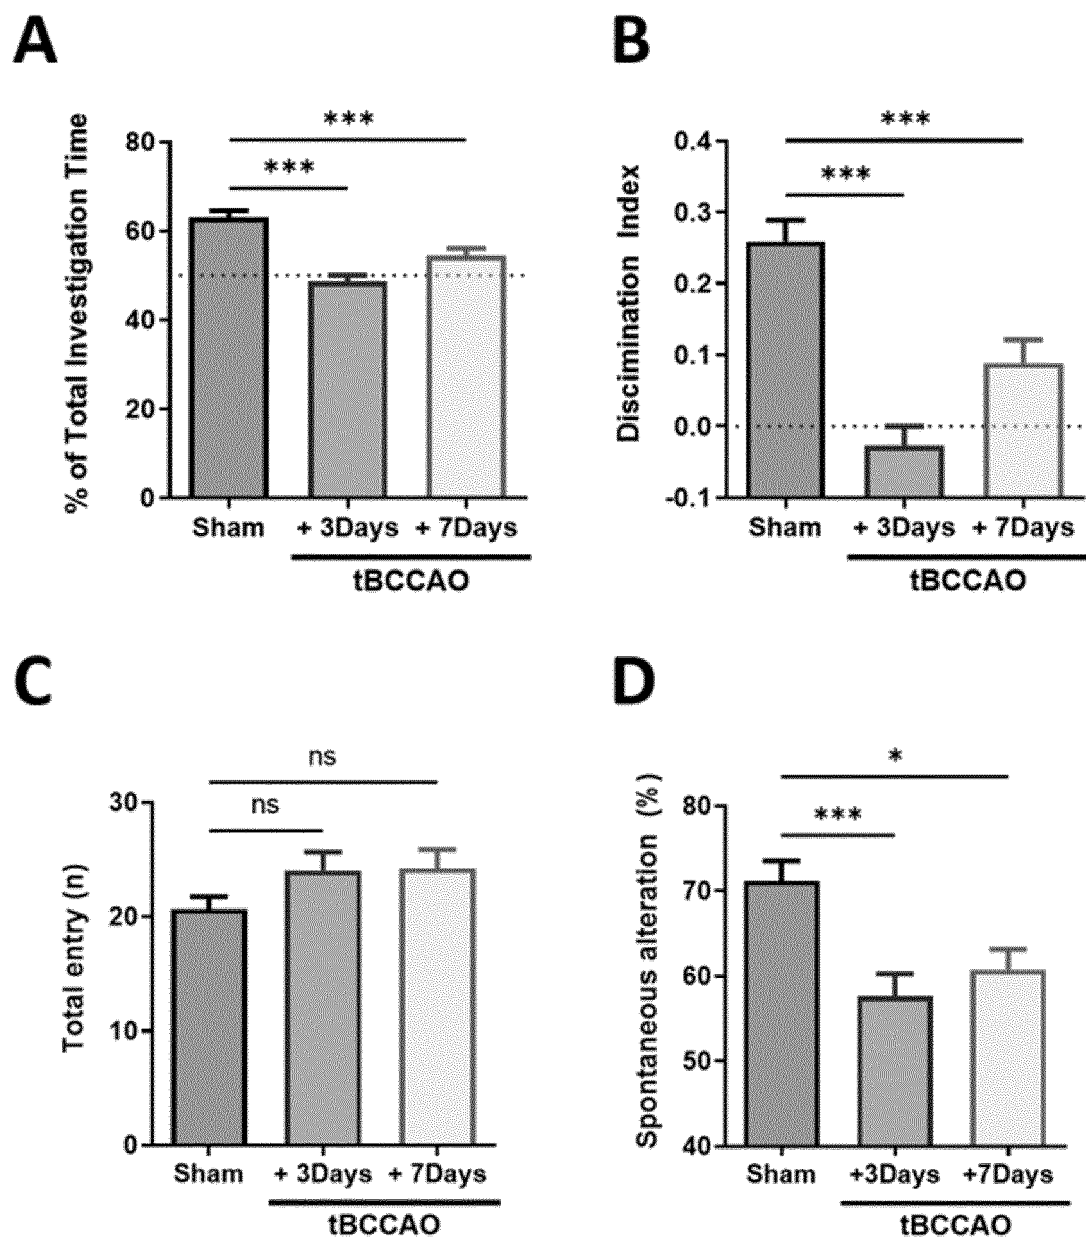 A
% of Total Investigation Time
80
60
40
20
0
***
***
Sham
+ 3Days
+ 7Days
tBCCAO
B
Discrimination Index
0.4
0.3
0.2
0.1
0.0
-0.1
***
***
Sham
+ 3Days
+ 7Days
tBCCAO
C
Total entry (n)
30
20
10
0
ns
ns
Sham
+ 3Days
+ 7Days
tBCCAO
D
Spontaneous alteration (%)
80
70
60
50
40
*
***
Sham
+3Days
+7Days
tBCCAO